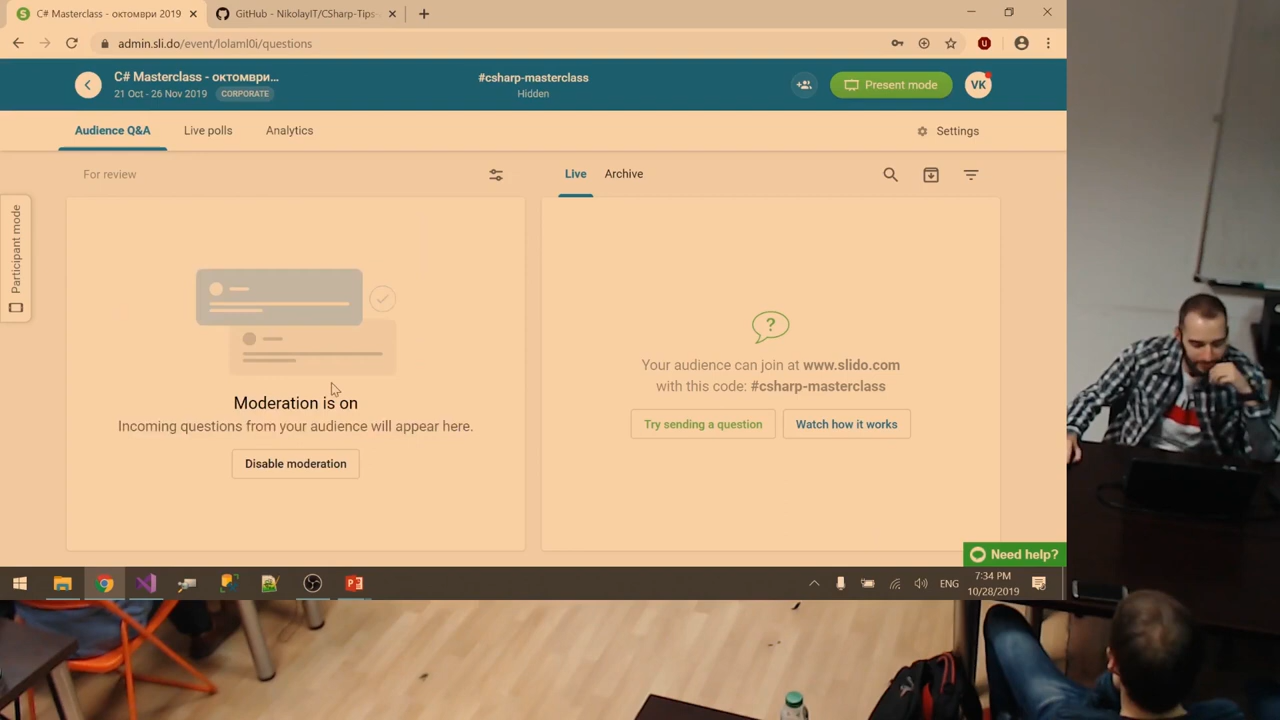 C# Masterclass - октомври 2019
GitHub - NikolayIT/CSharp-Tips-
admin.sli.do/event/lolaml0i/questions
C# Masterclass - октомври...
21 Oct - 26 Nov 2019 CORPORATE
#csharp-masterclass
Hidden
Present mode
VK
Audience Q&A
Live polls
Analytics
Settings
For review
Live
Archive
Participant mode
Moderation is on
Incoming questions from your audience will appear here.
Disable moderation
Your audience can join at www.slido.com
with this code: #csharp-masterclass
Try sending a question
Watch how it works
Need help?
ENG
7:34 PM
10/28/2019